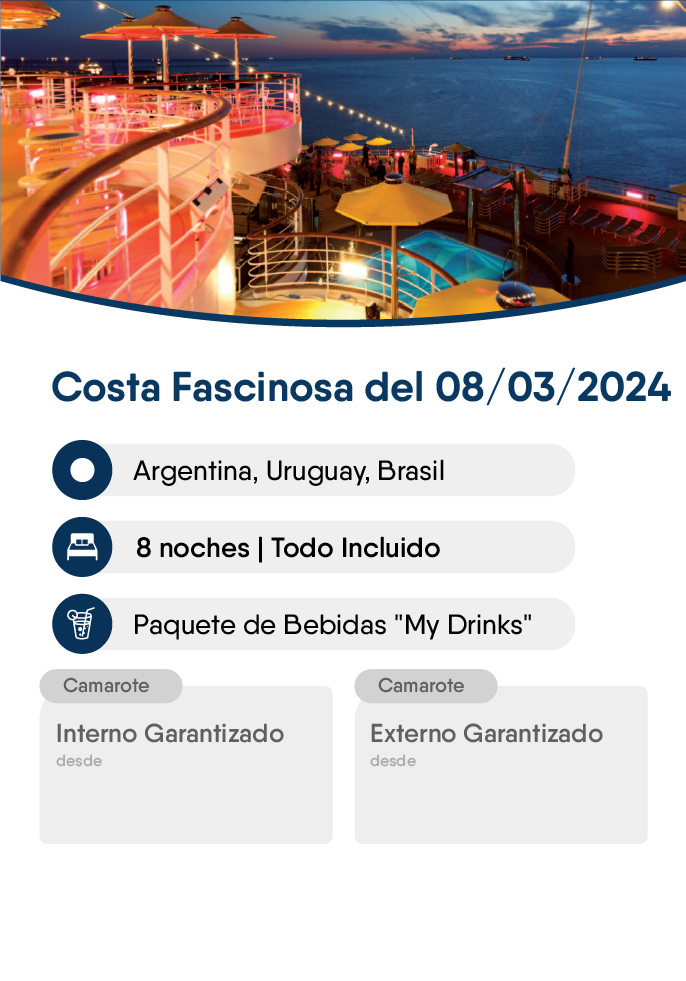 Costa Fascinosa del 08/03/2024
Argentina, Uruguay, Brasil
8 noches | Todo Incluido
Paquete de Bebidas "My Drinks"
Camarote
Interno Garantizado
desde
Camarote
Externo Garantizado
desde